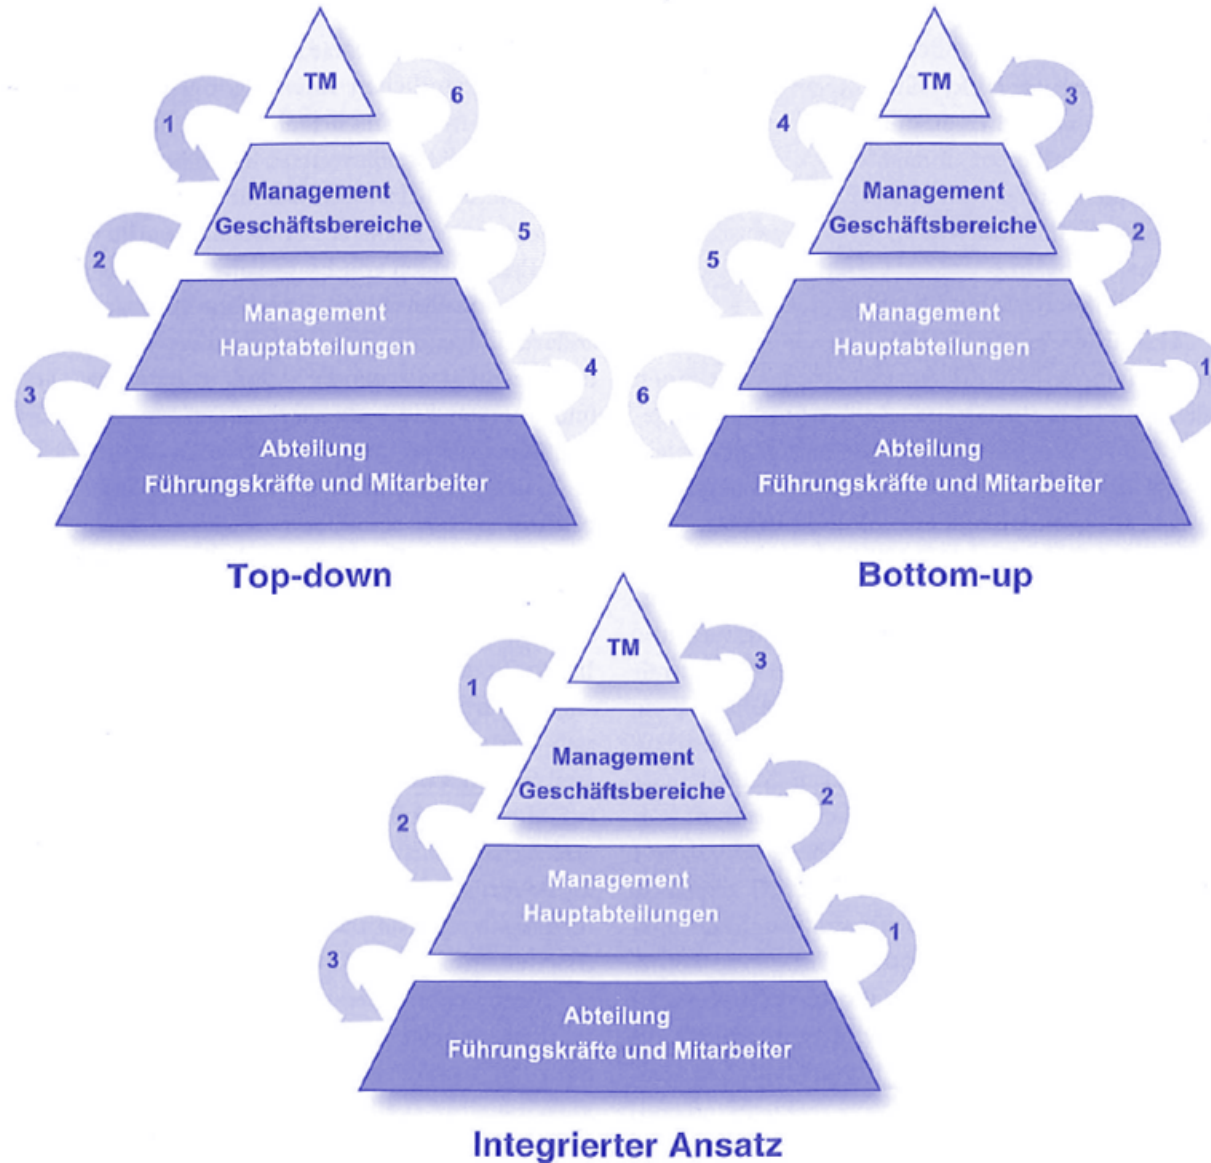 TM
1
6
Management
Geschäftsbereiche
2
5
Management
Hauptabteilungen
3
4
Abteilung
Führungskräfte und Mitarbeiter
Top-down
TM
4
3
Management
Geschäftsbereiche
5
2
Management
Hauptabteilungen
6
1
Abteilung
Führungskräfte und Mitarbeiter
Bottom-up
TM
1
3
Management
Geschäftsbereiche
2
2
Management
Hauptabteilungen
3
1
Abteilung
Führungskräfte und Mitarbeiter
Integrierter Ansatz